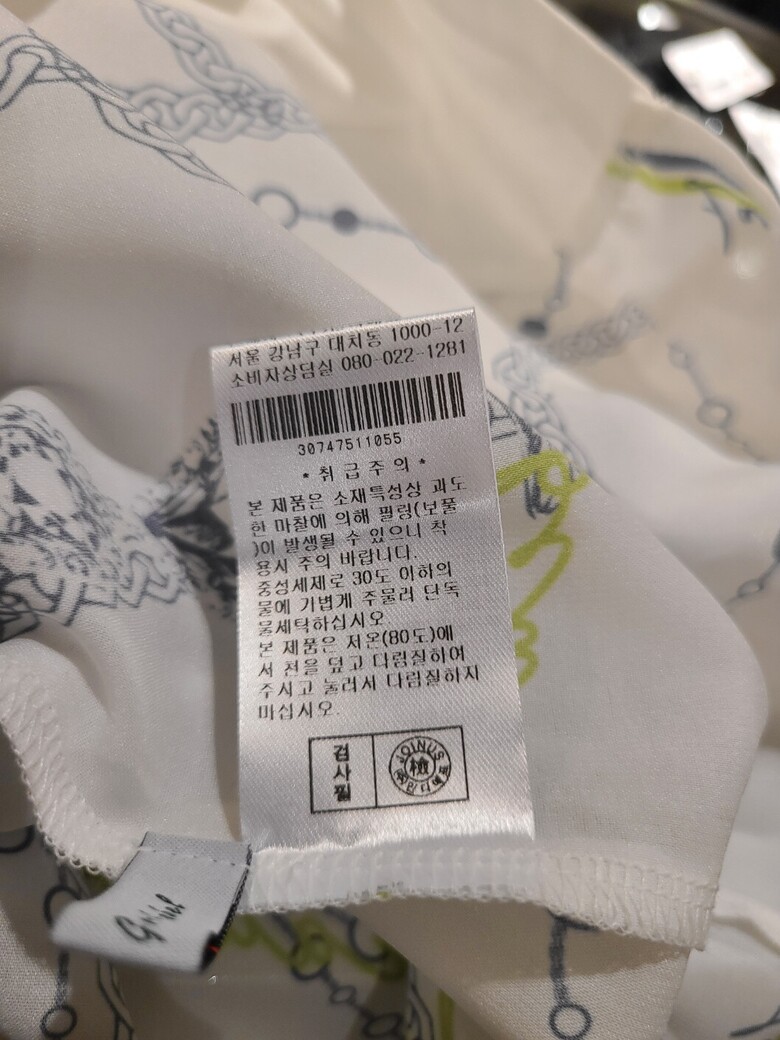 서울 강남구 대치동 1000-12
소비자상담실 080-022-1281
30747511055
* 취급주의 *
본 제품은 소재특성상 과도
한 마찰에 의해 필링(보풀
)이 발생될 수 있으니 착
용시 주의 바랍니다.
중성세제로 30도 이하의
물에 가볍게 주물러 단독
물세탁하십시오
본 제품은 저온(80도)에
서 천을 덮고 다림질하여
주시고 눌러서 다림질하지
마십시오.
검사필
JOINUS
檢